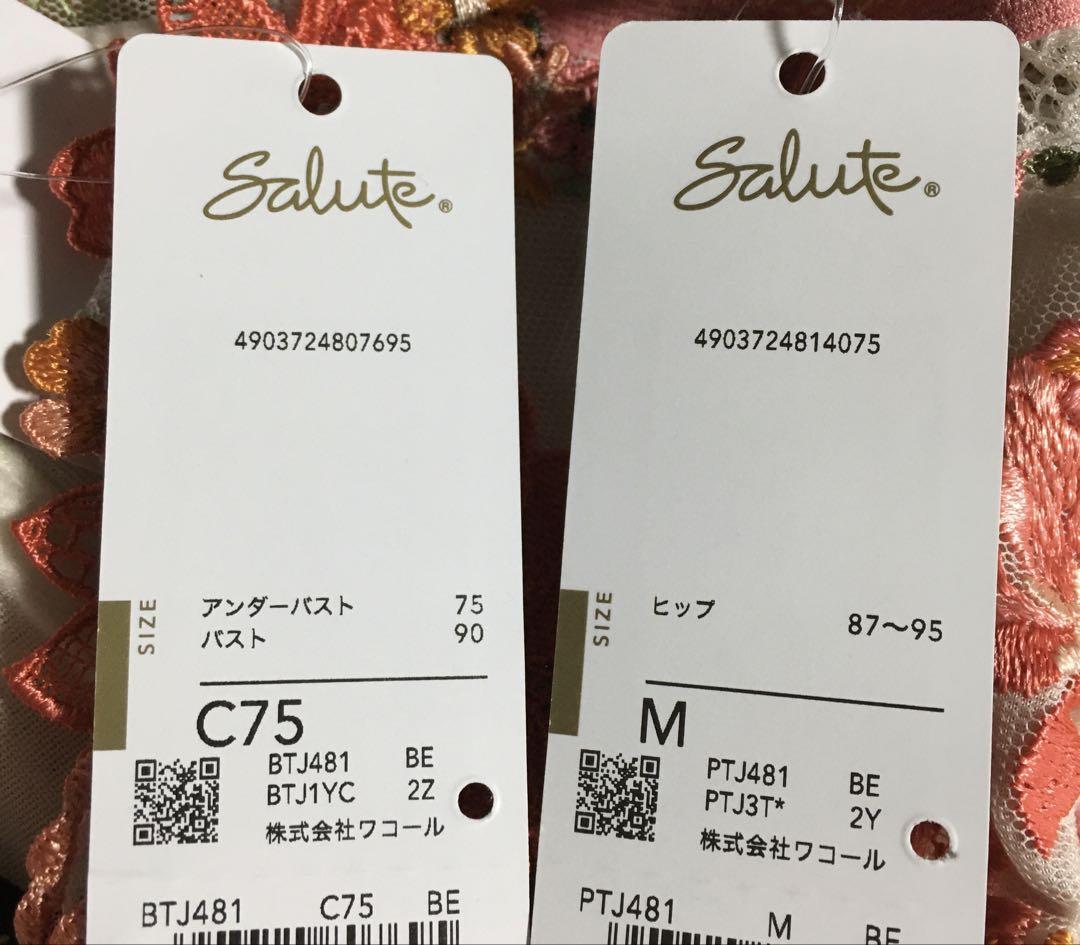 Salute®
4903724807695
SIZE
アンダーバスト 75
バスト 90
C75
BTJ481 BE
BTJ1YC 2Z
株式会社ワコール
BTJ481 C75 BE
Salute®
4903724814075
SIZE
ヒップ 87〜95
M
PTJ481 BE
PTJ3T* 2Y
株式会社ワコール
PTJ481 M BE